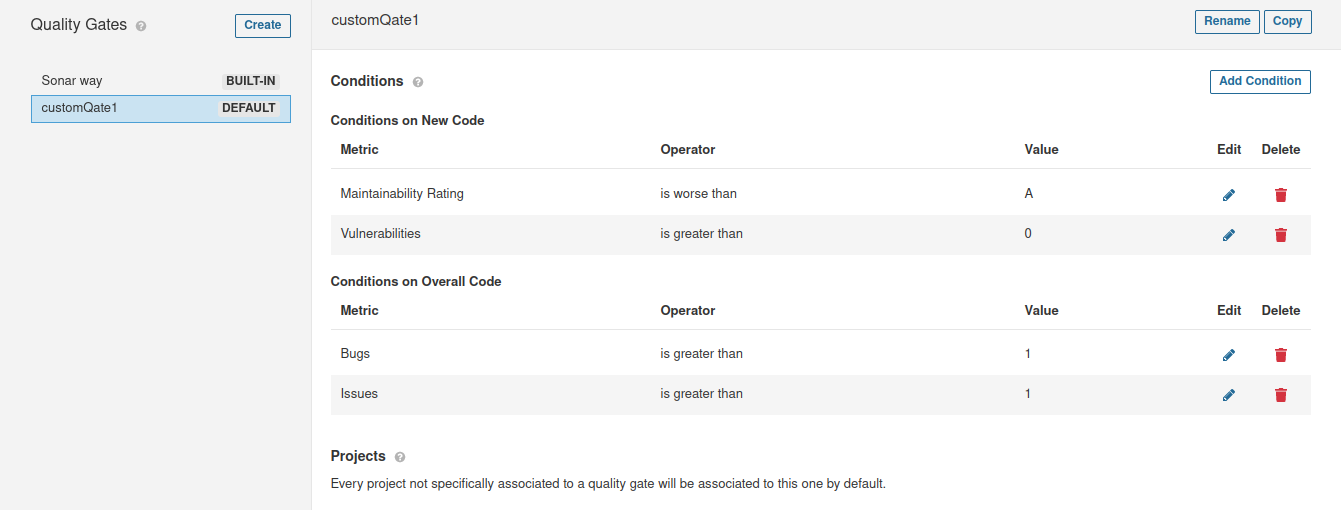 Quality Gates ?
Create
Sonar way BUILT-IN
customQate1 DEFAULT
customQate1
Rename Copy
Conditions ?
Add Condition
Conditions on New Code
Metric Operator Value Edit Delete
Maintainability Rating is worse than A
Vulnerabilities is greater than 0
Conditions on Overall Code
Metric Operator Value Edit Delete
Bugs is greater than 1
Issues is greater than 1
Projects ?
Every project not specifically associated to a quality gate will be associated to this one by default.